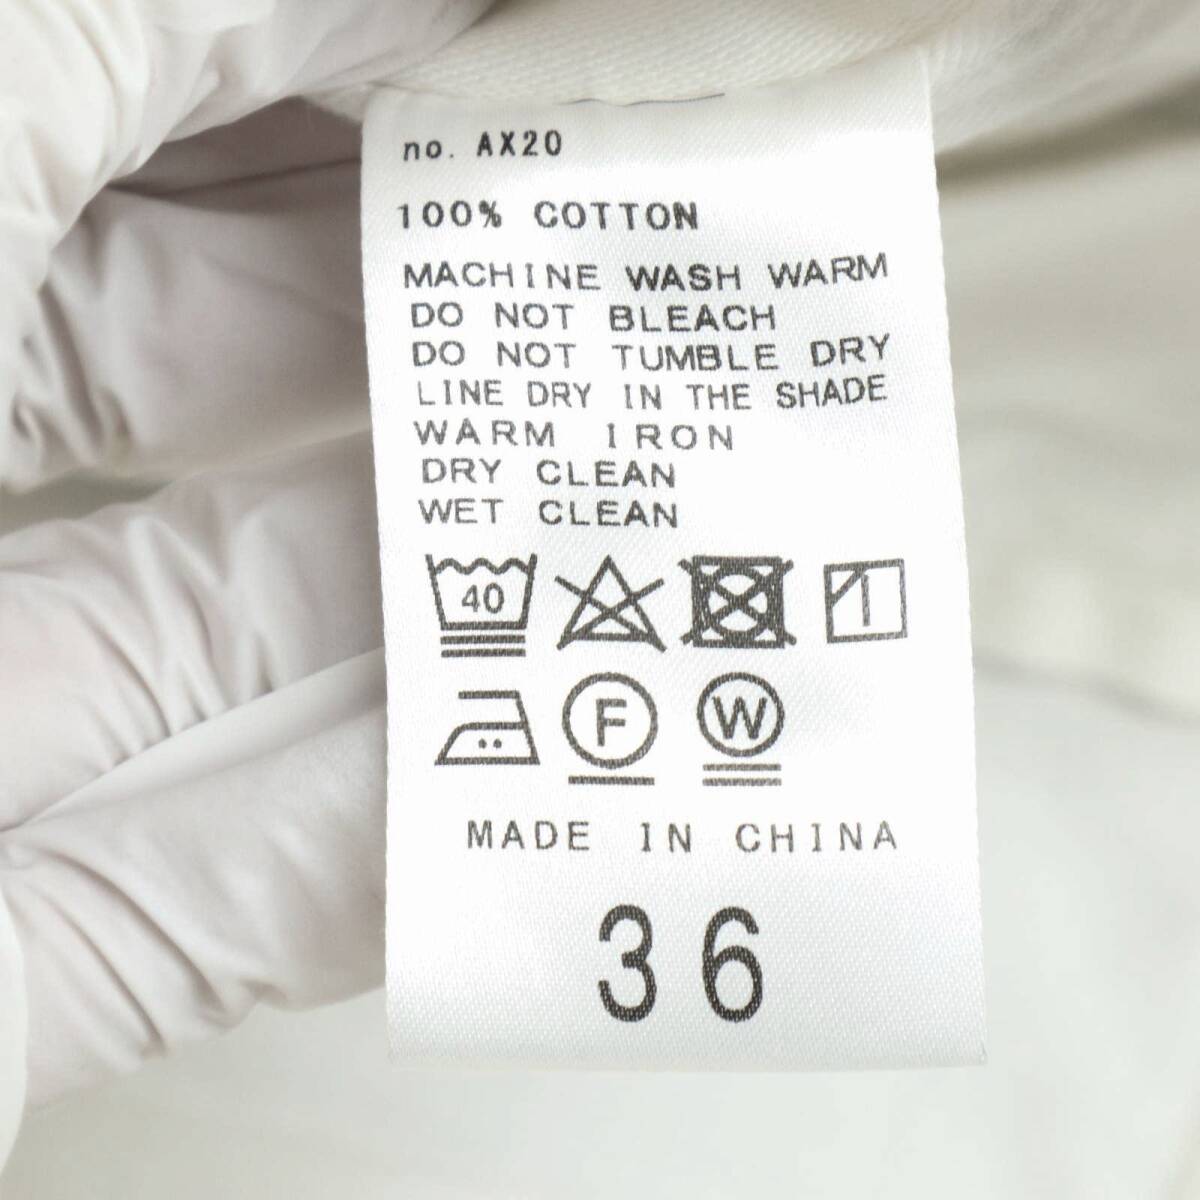 no. AX20
100% COTTON
MACHINE WASH WARM
DO NOT BLEACH
DO NOT TUMBLE DRY
LINE DRY IN THE SHADE
WARM IRON
DRY CLEAN
WET CLEAN
40
F W
MADE IN CHINA
36